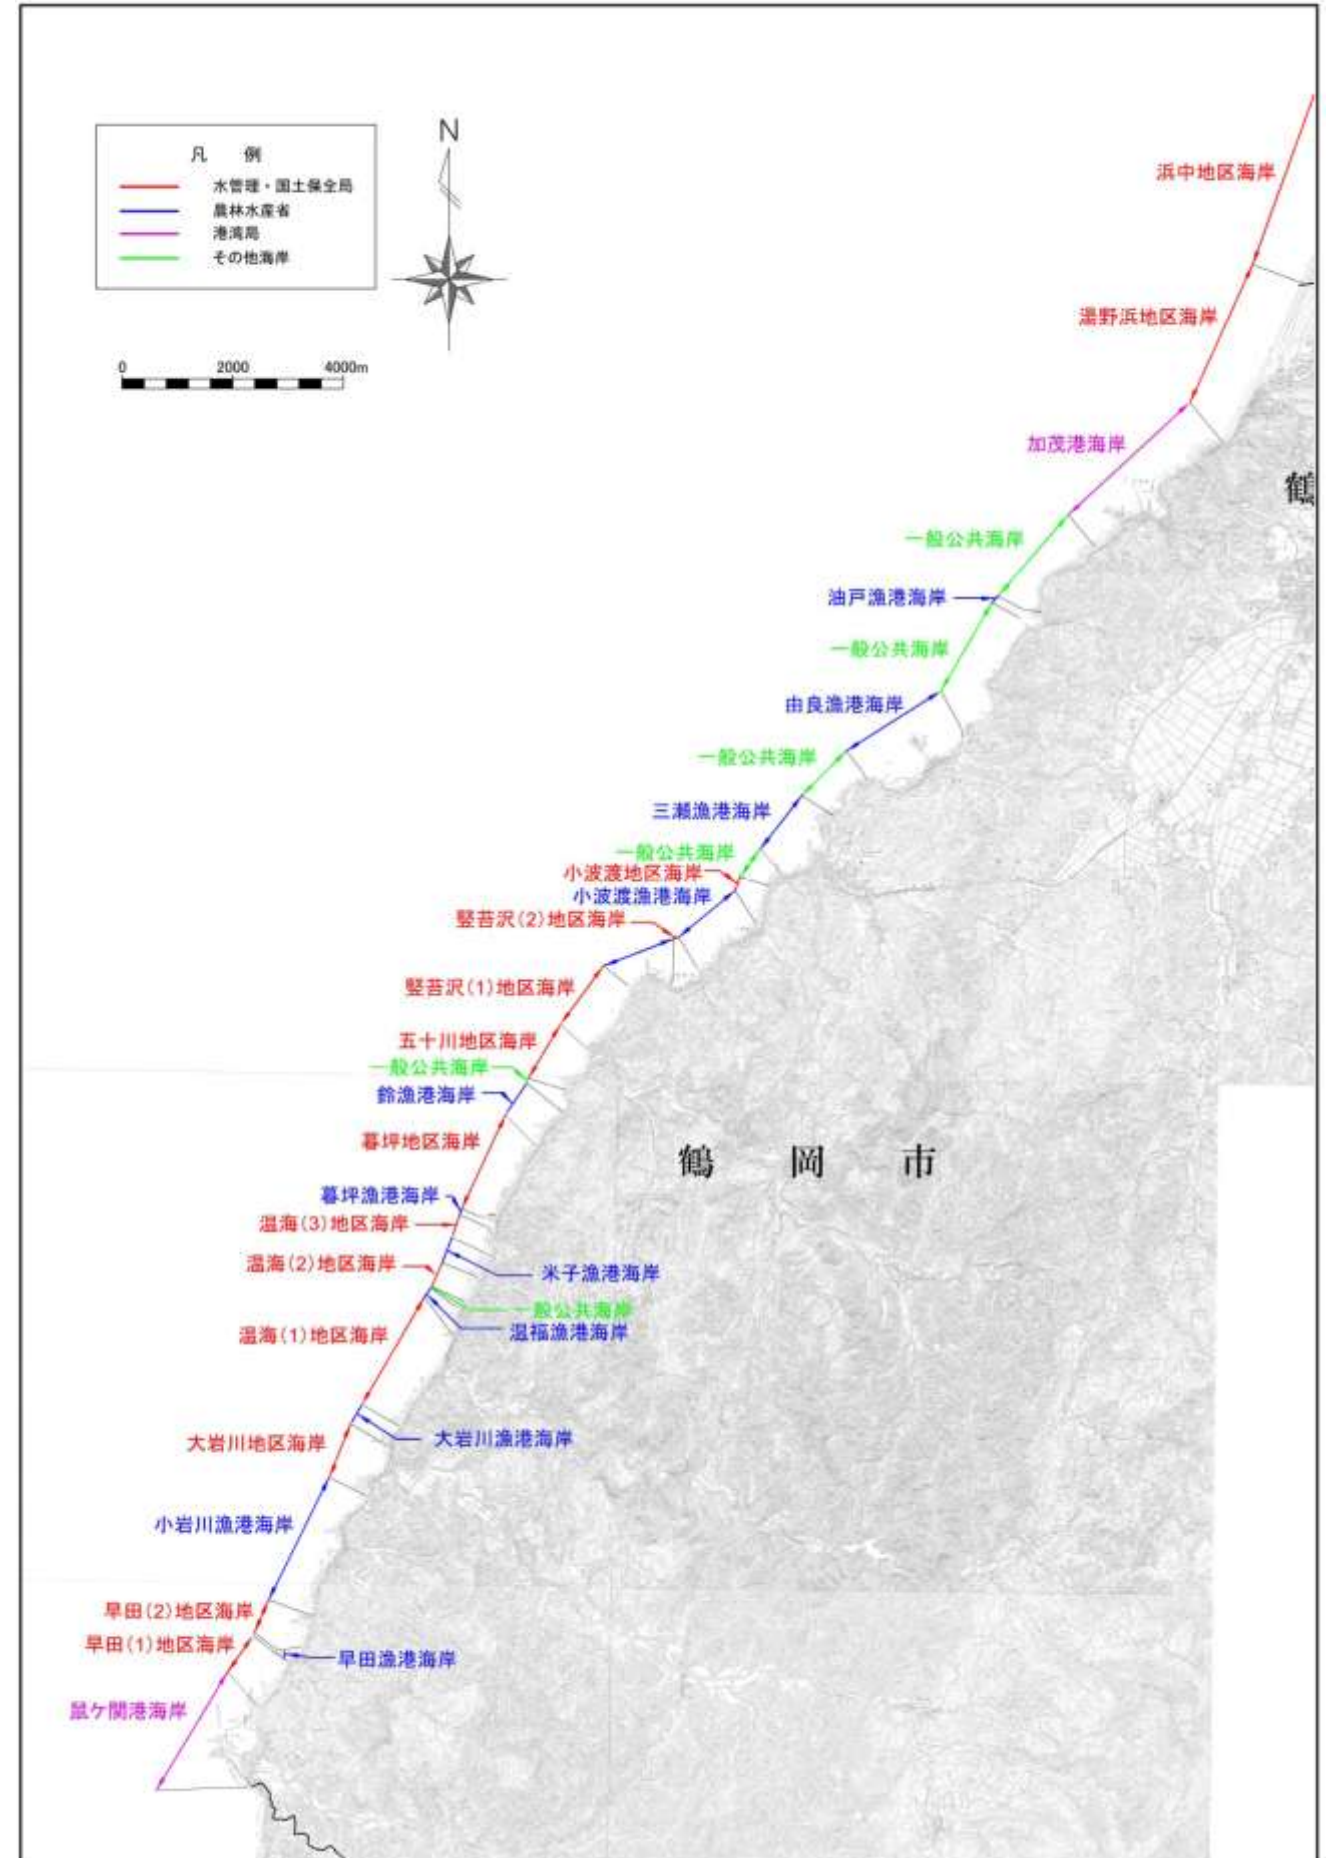 N
凡 例
水管理・国土保全局
農林水産省
港湾局
その他海岸
0 2000 4000m
浜中地区海岸
湯野浜地区海岸
加茂港海岸
鶴
一般公共海岸
油戸漁港海岸
一般公共海岸
由良漁港海岸
一般公共海岸
三瀬漁港海岸
一般公共海岸
小波渡地区海岸
小波渡漁港海岸
堅苔沢(2)地区海岸
堅苔沢(1)地区海岸
五十川地区海岸
一般公共海岸
鈴漁港海岸
暮坪地区海岸
鶴 岡 市
暮坪漁港海岸
温海(3)地区海岸
温海(2)地区海岸
米子漁港海岸
一般公共海岸
温福漁港海岸
温海(1)地区海岸
大岩川地区海岸
大岩川漁港海岸
小岩川漁港海岸
早田(2)地区海岸
早田(1)地区海岸
早田漁港海岸
鼠ケ関港海岸